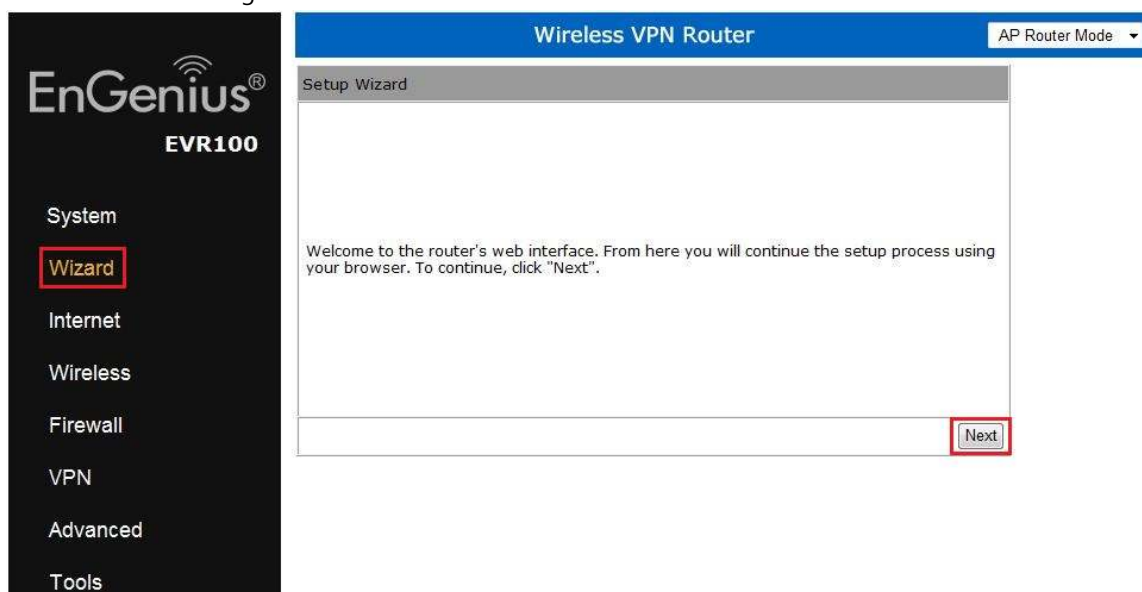 Wireless VPN Router
AP Router Mode
EnGenius®
EVR100
System
Wizard
Internet
Wireless
Firewall
VPN
Advanced
Tools
Setup Wizard
Welcome to the router's web interface. From here you will continue the setup process using
your browser. To continue, click "Next".
Next